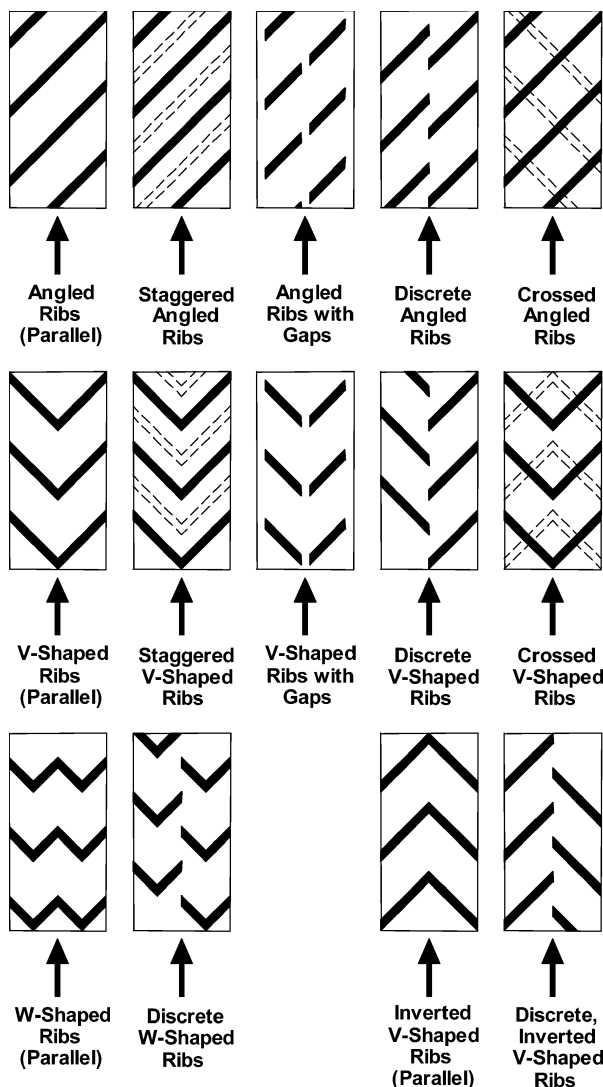 Angled
Ribs
(Parallel)
Staggered
Angled
Ribs
Angled
Ribs with
Gaps
Discrete
Angled
Ribs
Crossed
Angled
Ribs
V-Shaped
Ribs
(Parallel)
Staggered
V-Shaped
Ribs
V-Shaped
Ribs with
Gaps
Discrete
V-Shaped
Ribs
Crossed
V-Shaped
Ribs
W-Shaped
Ribs
(Parallel)
Discrete
W-Shaped
Ribs
Inverted
V-Shaped
Ribs
(Parallel)
Discrete,
Inverted
V-Shaped
Ribs